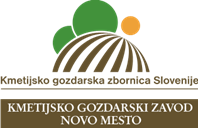 Kmetijsko gozdarska zbornica Slovenije
KMETIJSKO GOZDARSKI ZAVOD
NOVO MESTO